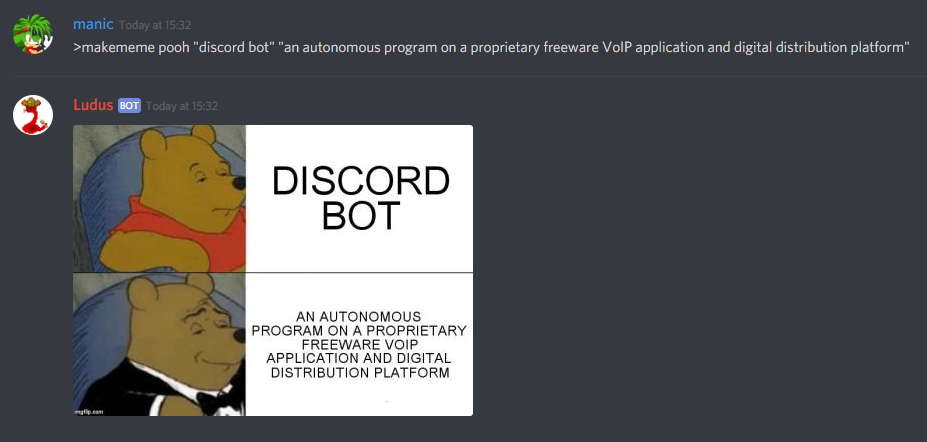 manic Today at 15:32
>makememe pooh "discord bot" "an autonomous program on a proprietary freeware VoIP application and digital distribution platform"
Ludus BOT Today at 15:32
DISCORD
BOT
AN AUTONOMOUS
PROGRAM ON A PROPRIETARY
FREEWARE VOIP
APPLICATION AND DIGITAL
DISTRIBUTION PLATFORM
imgflip.com